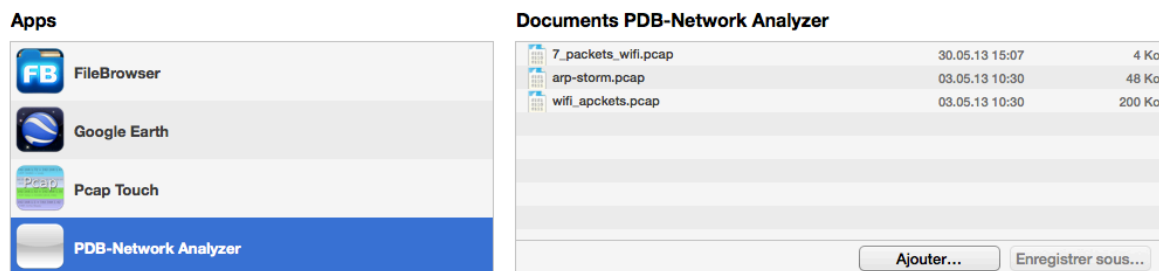 Apps
FileBrowser
Google Earth
Pcap
Pcap Touch
PDB-Network Analyzer
Documents PDB-Network Analyzer
7_packets_wifi.pcap 30.05.13 15:07 4 Ko
arp-storm.pcap 03.05.13 10:30 48 Ko
wifi_apckets.pcap 03.05.13 10:30 200 Ko
Ajouter... Enregistrer sous...